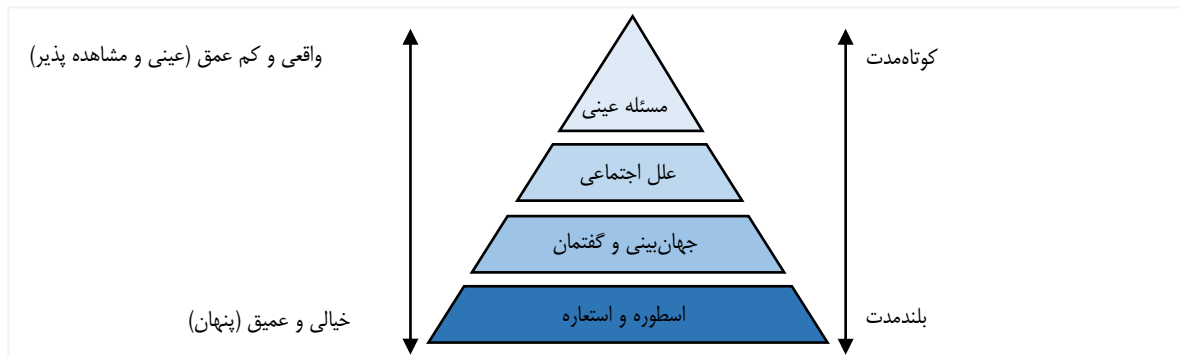 کوتاه‌مدت
واقعی و کم عمق (عینی و مشاهده پذیر)
مسئله عینی
علل اجتماعی
جهان‌بینی و گفتمان
اسطوره و استعاره
بلندمدت
خیالی و عمیق (پنهان)